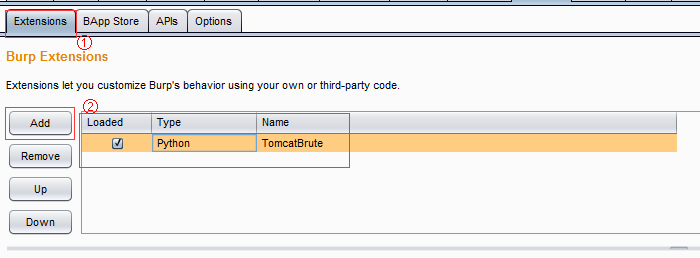 Extensions BApp Store APIs Options
①
Burp Extensions
Extensions let you customize Burp's behavior using your own or third-party code.
②
Add Loaded Type Name
Python TomcatBrute
Remove
Up
Down